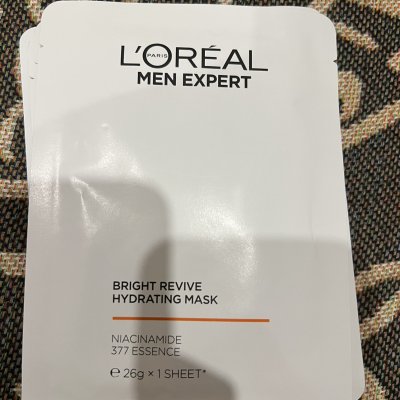 L'ORÉAL
PARIS
MEN EXPERT
BRIGHT REVIVE
HYDRATING MASK
NIACINAMIDE
377 ESSENCE
℮ 26g × 1 SHEET*